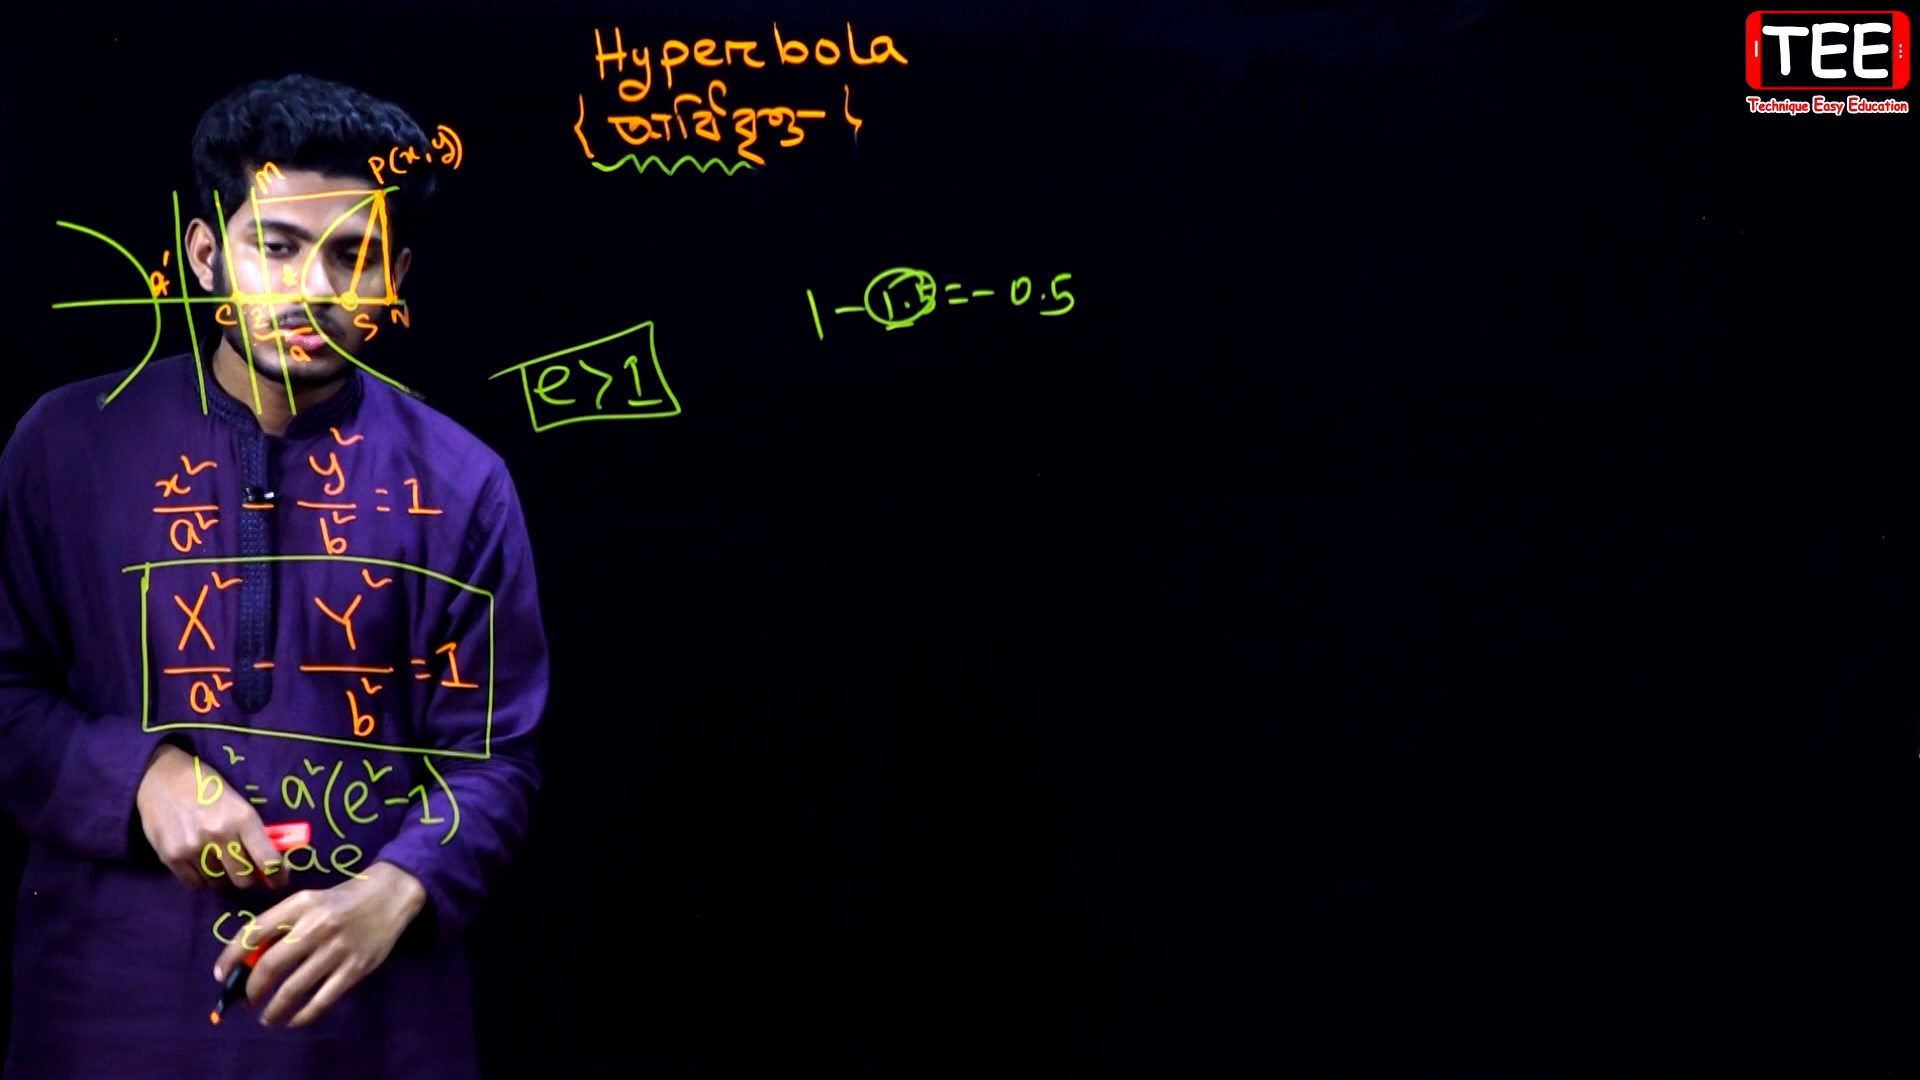 Hyperbola
{অধিবৃত্ত}
TEE
Technique Easy Education
P(x,y)
M
A'
A
C Z S N
a
1-1.5=-0.5
e>1
x²/a² - y²/b² = 1
X²/a² - Y²/b² = 1
b² = a²(e²-1)
CS=ae
CZ=